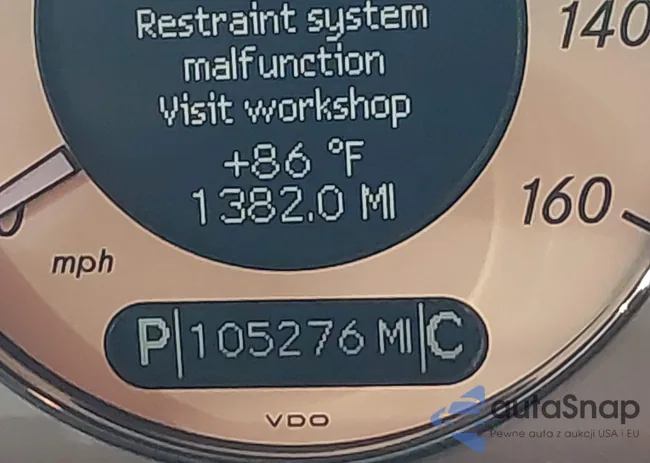 Restraint system
malfunction
Visit workshop
+86 °F
1382.0 MI
140
160
0
mph
P|105276 MI|C
VDO
autaSnap
Pewne auta z aukcji USA i EU